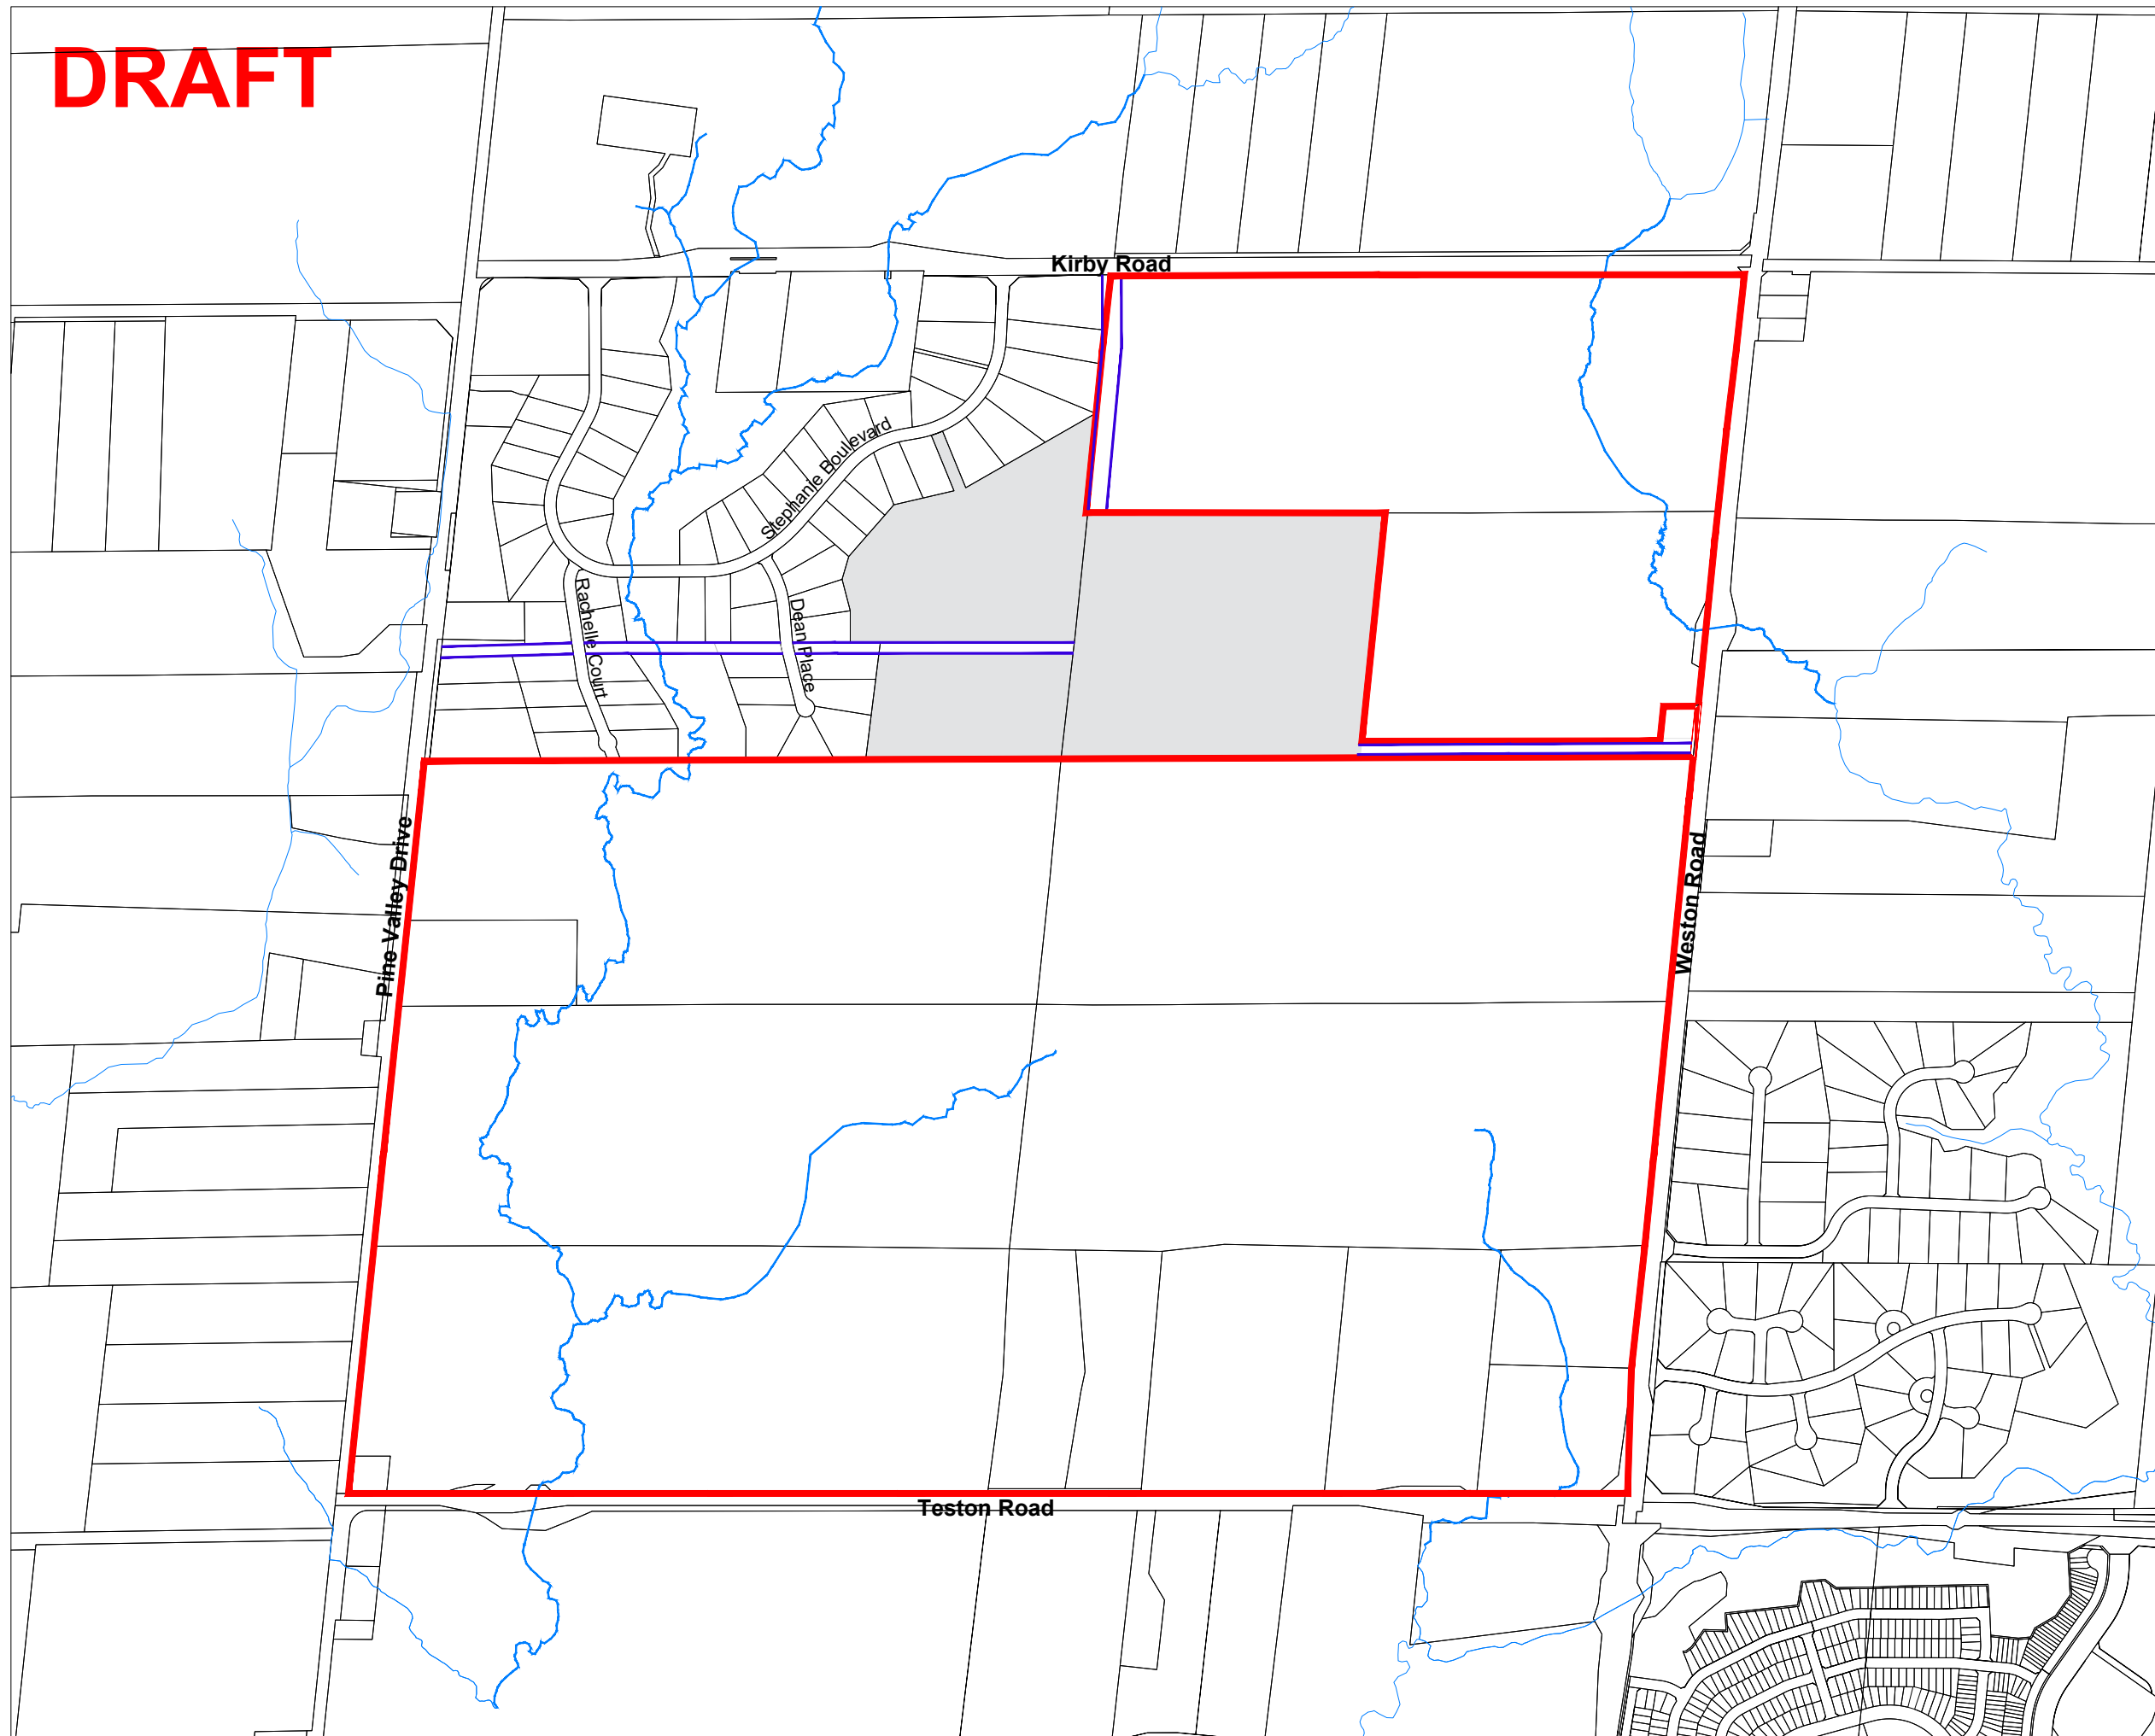 DRAFT
Kirby Road
Stephanie Boulevard
Rachelle Court
Dean Place
Pine Valley Drive
Weston Road
Teston Road